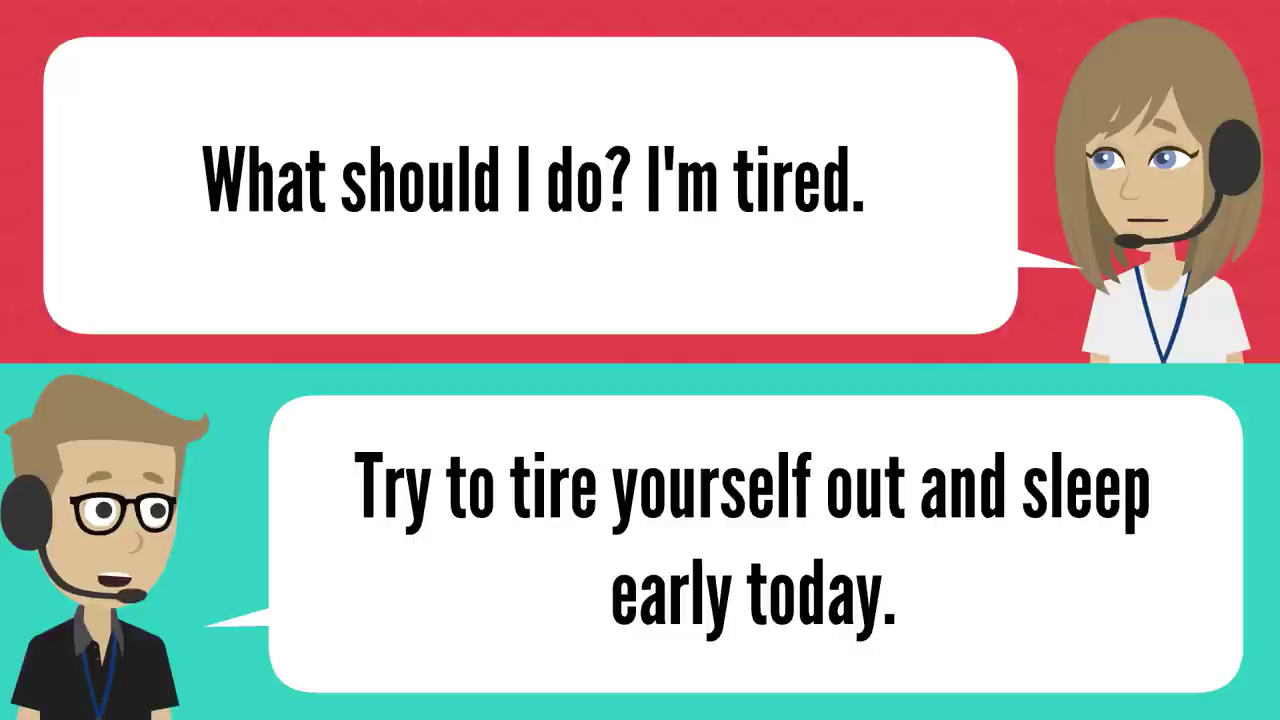 What should I do? I'm tired.
Try to tire yourself out and sleep
early today.